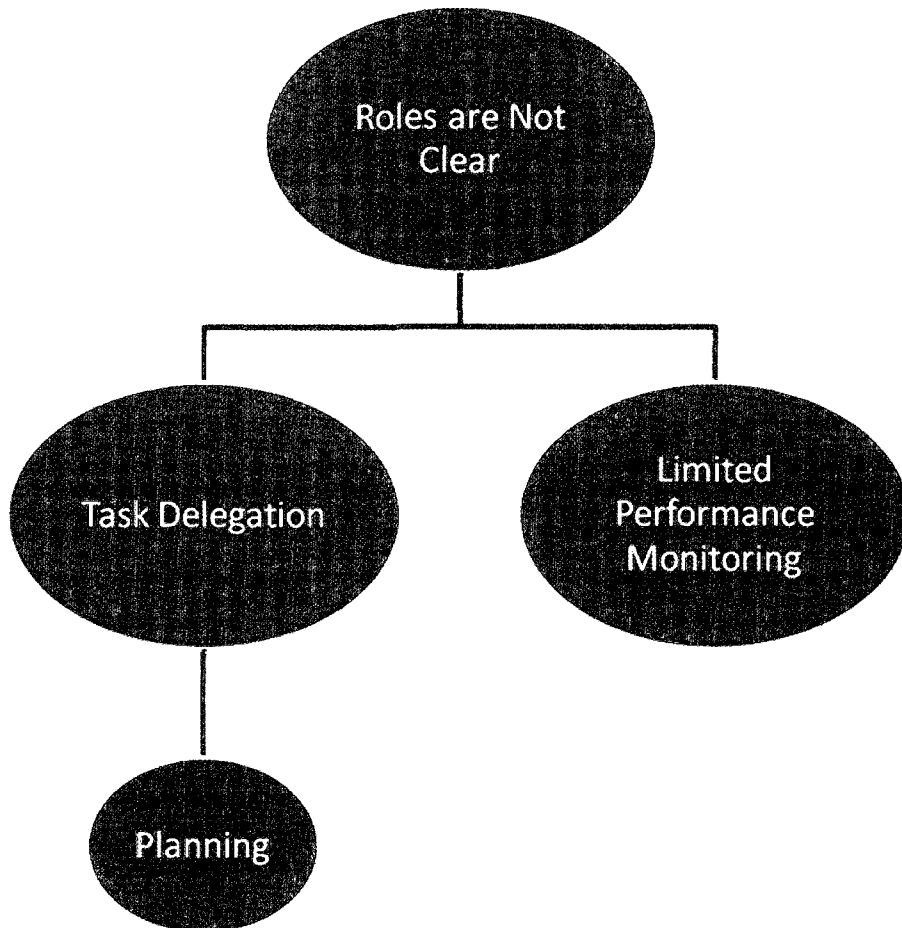 Roles are Not
Clear
Task Delegation
Limited
Performance
Monitoring
Planning